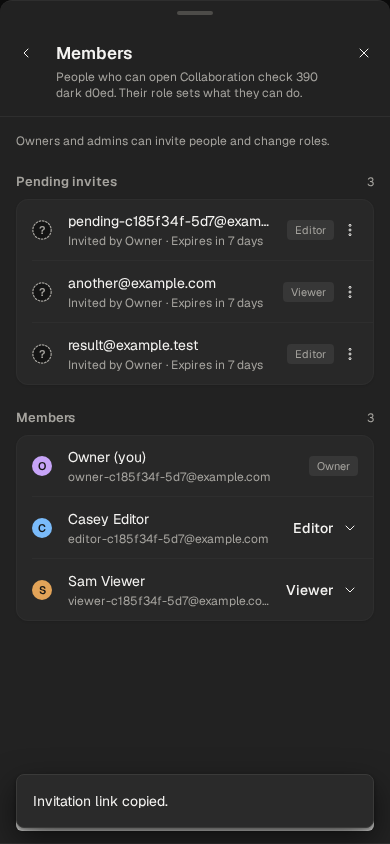 Members
People who can open Collaboration check 390
dark d0ed. Their role sets what they can do.
Owners and admins can invite people and change roles.
Pending invites 3
? pending-c185f34f-5d7@exam… Editor
Invited by Owner · Expires in 7 days
? another@example.com Viewer
Invited by Owner · Expires in 7 days
? result@example.test Editor
Invited by Owner · Expires in 7 days
Members 3
O Owner (you) Owner
owner-c185f34f-5d7@example.com
C Casey Editor Editor
editor-c185f34f-5d7@example.com
S Sam Viewer Viewer
viewer-c185f34f-5d7@example.co…
Invitation link copied.